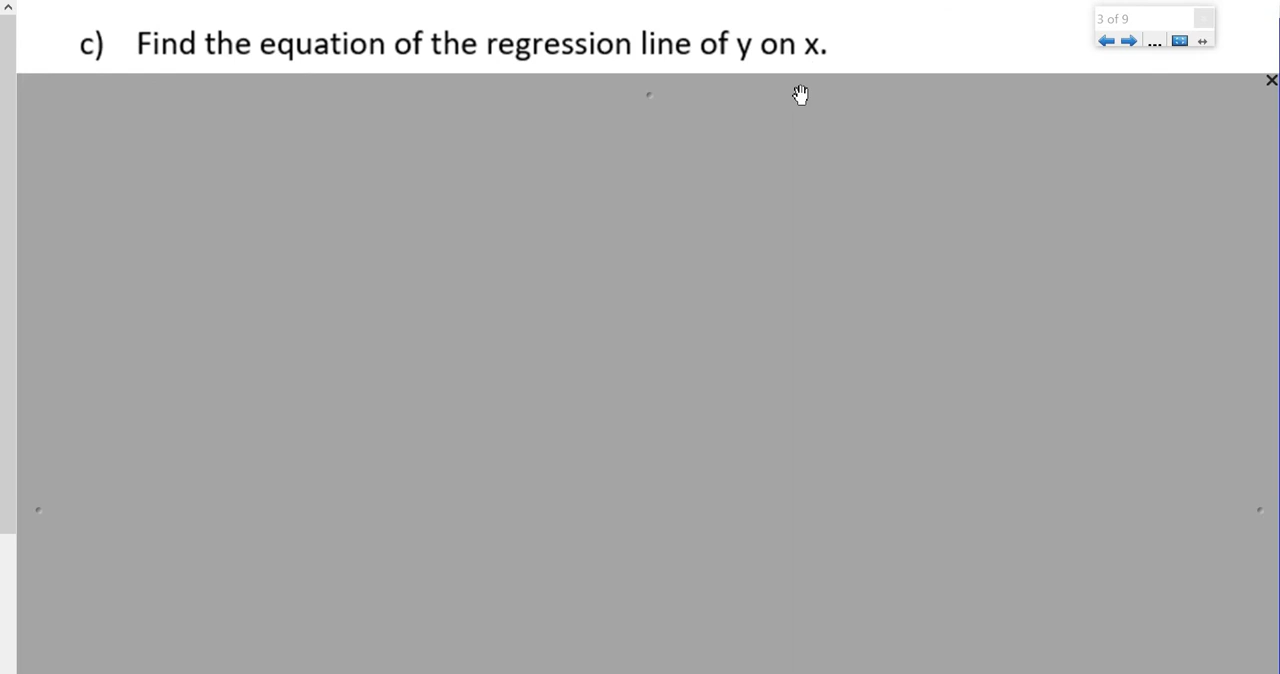 3 of 9
c) Find the equation of the regression line of y on x.